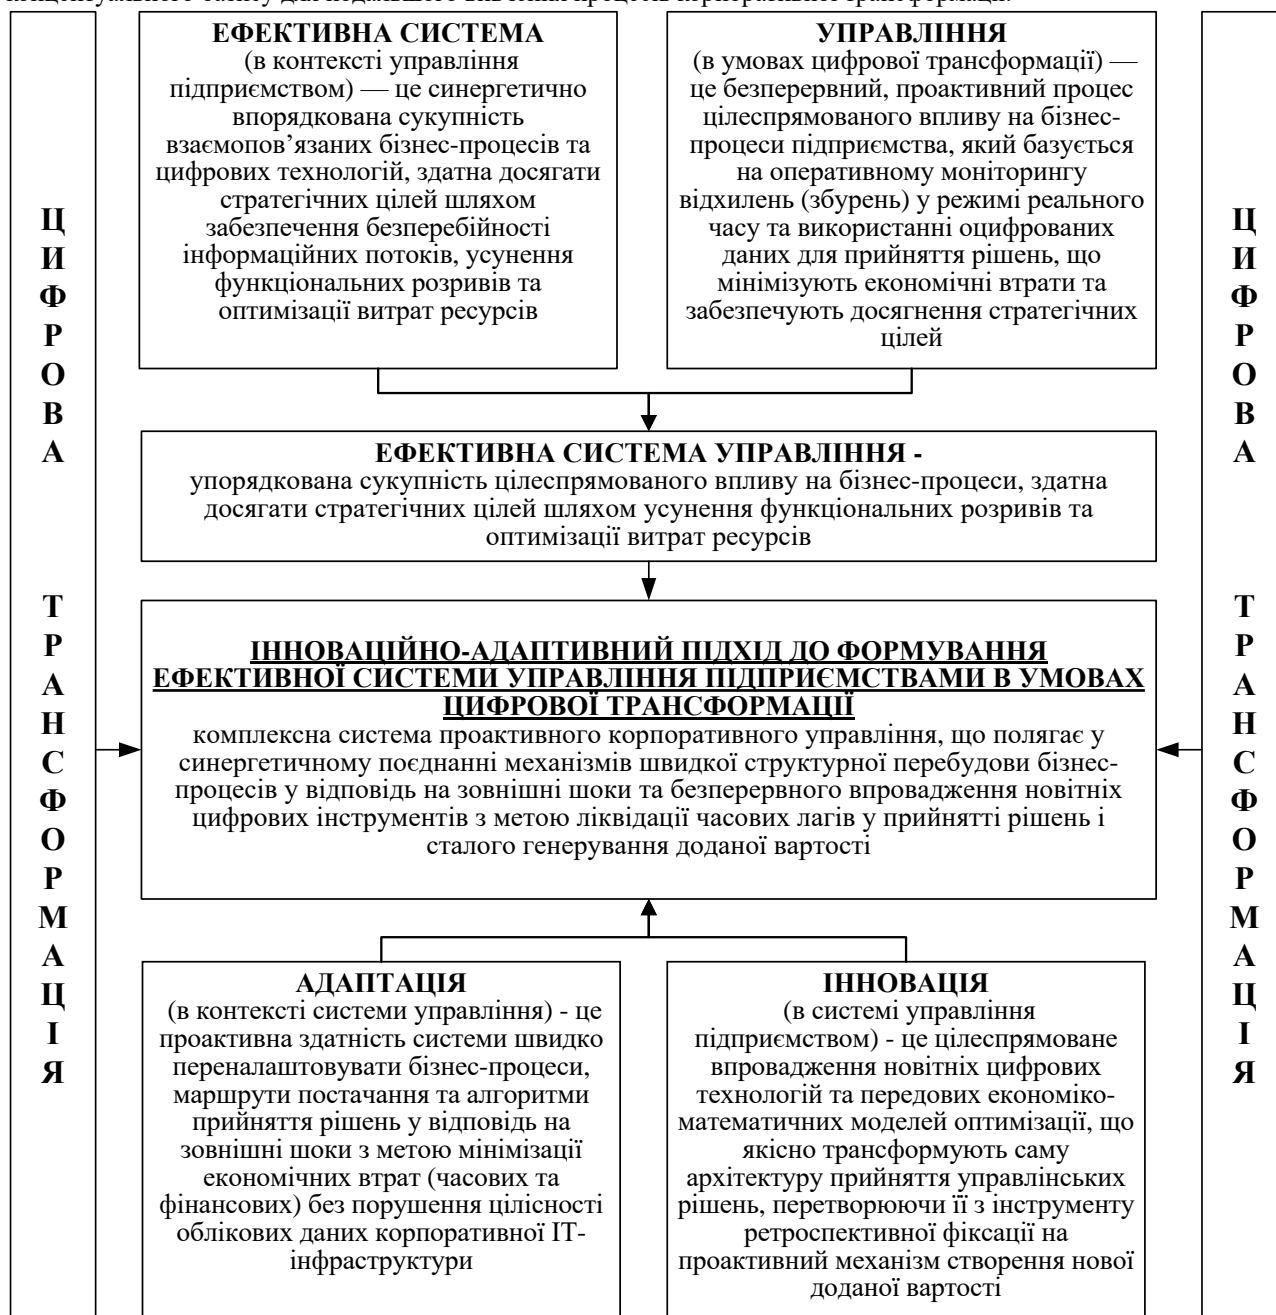 ЕФЕКТИВНА СИСТЕМА
(в контексті управління
підприємством) — це синергетично
впорядкована сукупність
взаємопов’язаних бізнес-процесів та
цифрових технологій, здатна досягати
стратегічних цілей шляхом
забезпечення безперебійності
інформаційних потоків, усунення
функціональних розривів та
оптимізації витрат ресурсів
УПРАВЛІННЯ
(в умовах цифрової трансформації) —
це безперервний, проактивний процес
цілеспрямованого впливу на бізнес-
процеси підприємства, який базується
на оперативному моніторингу
відхилень (збурень) у режимі реального
часу та використанні оцифрованих
даних для прийняття рішень, що
мінімізують економічні втрати та
забезпечують досягнення стратегічних
цілей
ЦИФРОВА
ТРАНСФОРМАЦІЯ
ЕФЕКТИВНА СИСТЕМА УПРАВЛІННЯ -
упорядкована сукупність цілеспрямованого впливу на бізнес-процеси, здатна
досягати стратегічних цілей шляхом усунення функціональних розривів та
оптимізації витрат ресурсів
ІННОВАЦІЙНО-АДАПТИВНИЙ ПІДХІД ДО ФОРМУВАННЯ
ЕФЕКТИВНОЇ СИСТЕМИ УПРАВЛІННЯ ПІДПРИЄМСТВАМИ В УМОВАХ
ЦИФРОВОЇ ТРАНСФОРМАЦІЇ
комплексна система проактивного корпоративного управління, що полягає у
синергетичному поєднанні механізмів швидкої структурної перебудови бізнес-
процесів у відповідь на зовнішні шоки та безперервного впровадження новітніх
цифрових інструментів з метою ліквідації часових лагів у прийнятті рішень і
сталого генерування доданої вартості
ЦИФРОВА
ТРАНСФОРМАЦІЯ
АДАПТАЦІЯ
(в контексті системи управління) - це
проактивна здатність системи швидко
переналаштовувати бізнес-процеси,
маршрути постачання та алгоритми
прийняття рішень у відповідь на
зовнішні шоки з метою мінімізації
економічних втрат (часових та
фінансових) без порушення цілісності
облікових даних корпоративної ІТ-
інфраструктури
ІННОВАЦІЯ
(в системі управління
підприємством) - це цілеспрямоване
впровадження новітніх цифрових
технологій та передових економіко-
математичних моделей оптимізації, що
якісно трансформують саму
архітектуру прийняття управлінських
рішень, перетворюючи її з інструменту
ретроспективної фіксації на
проактивний механізм створення нової
доданої вартості